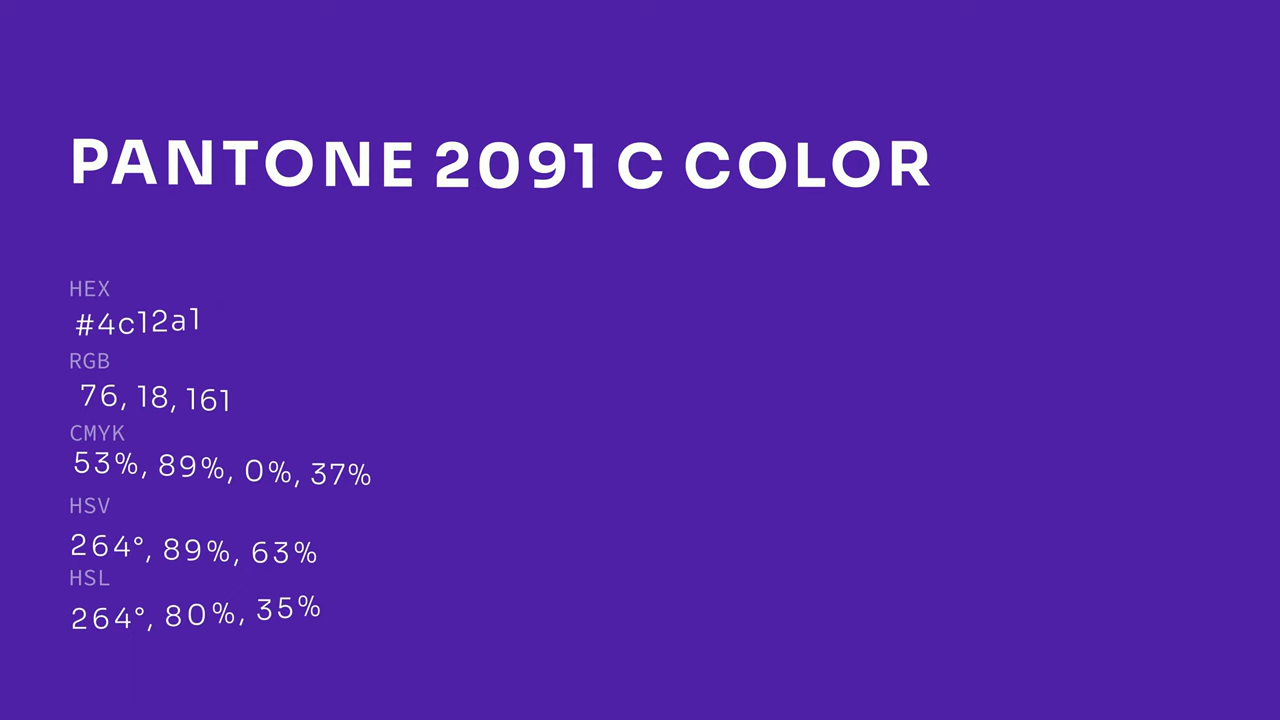 PANTONE 2091 C COLOR
HEX
#4c12a1
RGB
76, 18, 161
CMYK
53%, 89%, 0%, 37%
HSV
264°, 89%, 63%
HSL
264°, 80%, 35%